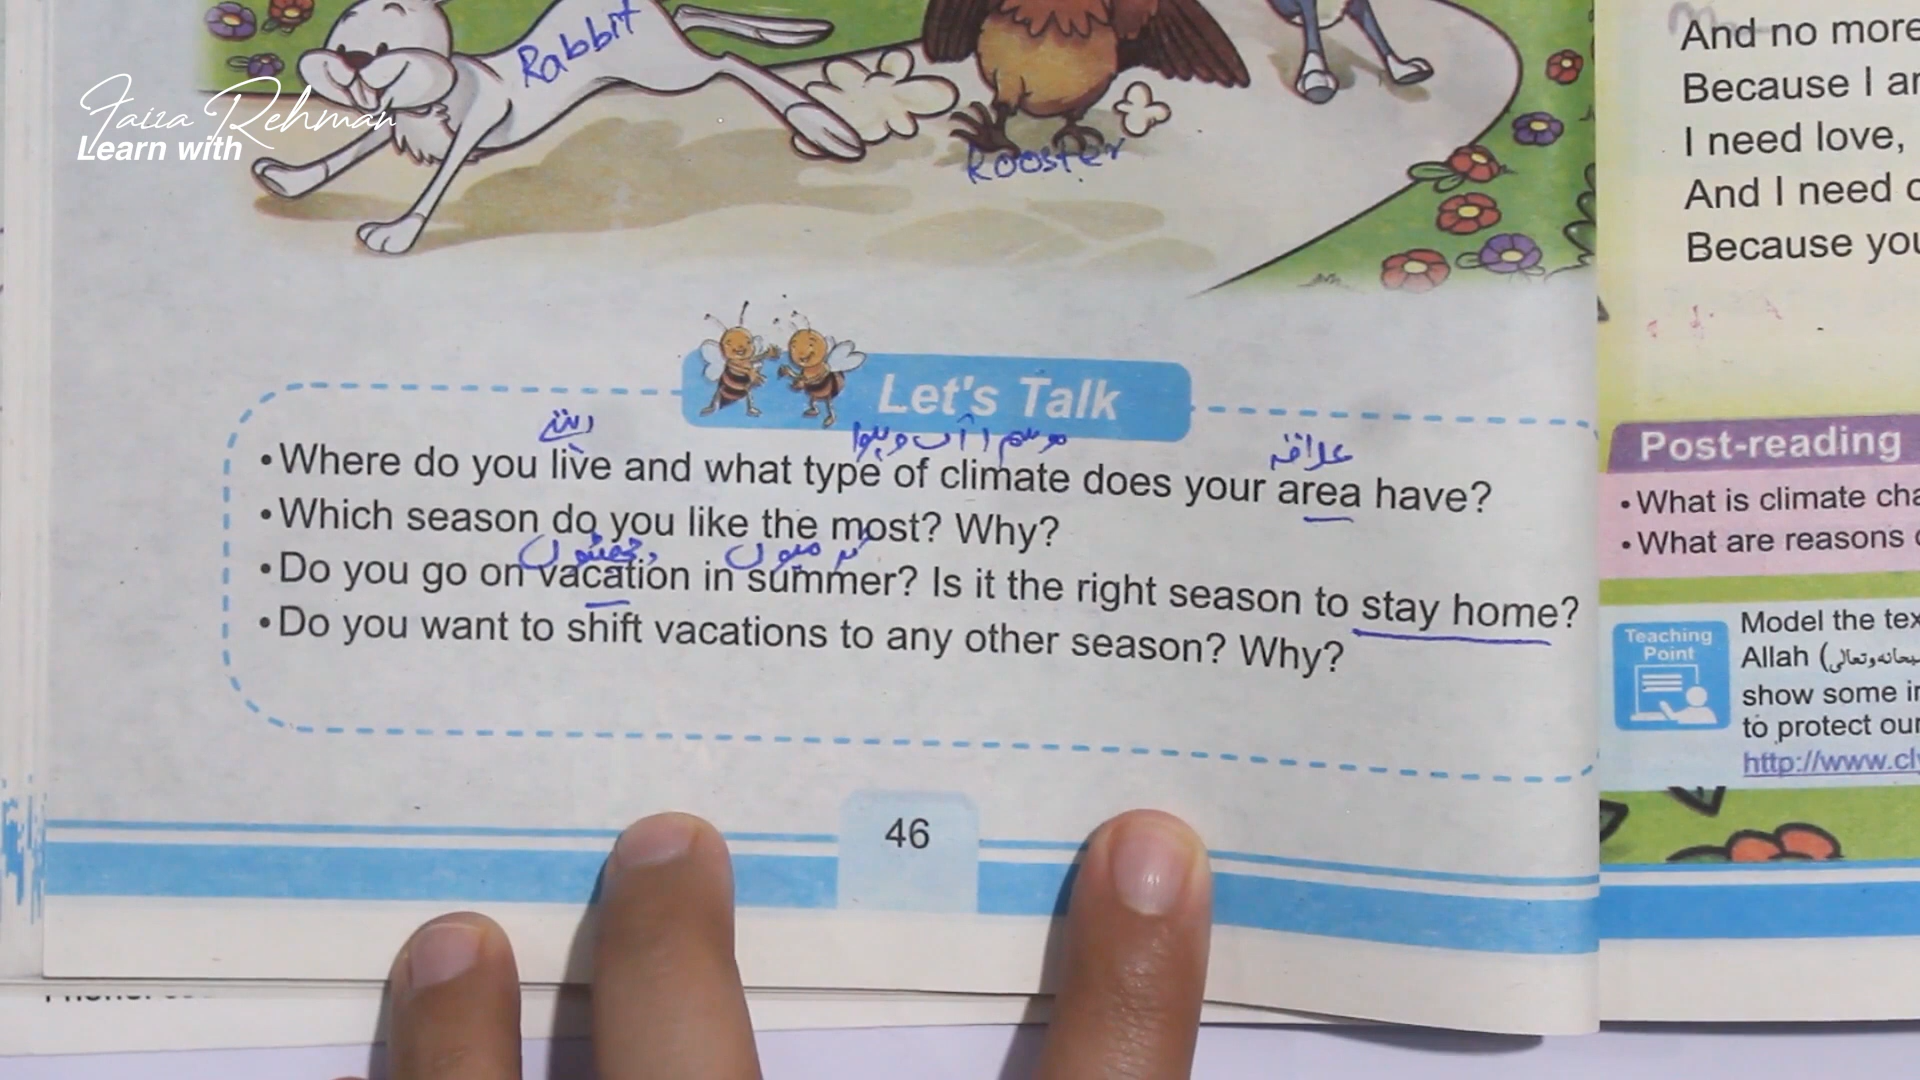 Rabbit
Faiza Rehman
Learn with
Rooster
Let's Talk
رہتے
موسم / آب و ہوا
علاقہ
•Where do you live and what type of climate does your area have?
•Which season do you like the most? Why?
چھٹیوں
گرمیوں
•Do you go on vacation in summer? Is it the right season to stay home?
•Do you want to shift vacations to any other season? Why?
46
And no more
Because I
I need love,
And I need
Because you
Post-reading
•What is climate cha
•What are reasons
Teaching
Point
Model the tex
Allah (سبحانه وتعالى
show some in
to protect our
http://www.cl